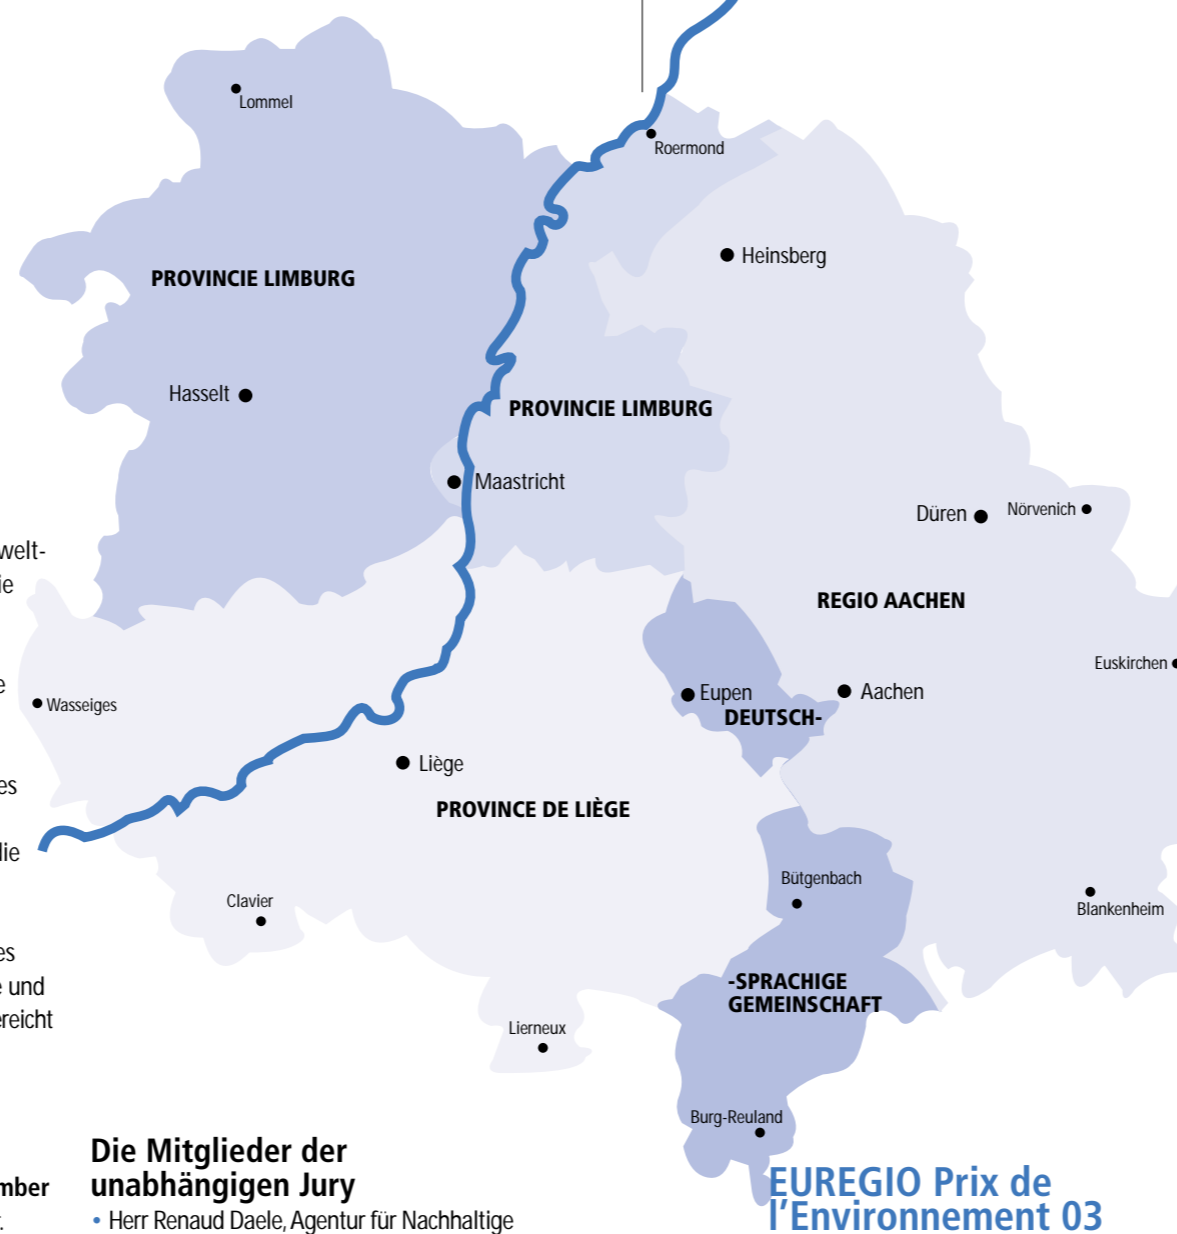 Lommel
Roermond
Heinsberg
PROVINCIE LIMBURG
Hasselt
PROVINCIE LIMBURG
Maastricht
Düren
Nörvenich
welt-
ie
REGIO AACHEN
Euskirchen
e
Wasseiges
Eupen
Aachen
DEUTSCH-
Liège
es
PROVINCE DE LIÈGE
lie
Bütgenbach
Clavier
Blankenheim
es
-SPRACHIGE
GEMEINSCHAFT
e und
reicht
Lierneux
Burg-Reuland
Die Mitglieder der
unabhängigen Jury
• Herr Renaud Daele, Agentur für Nachhaltige
mber
.
EUREGIO Prix de
l’Environnement 03